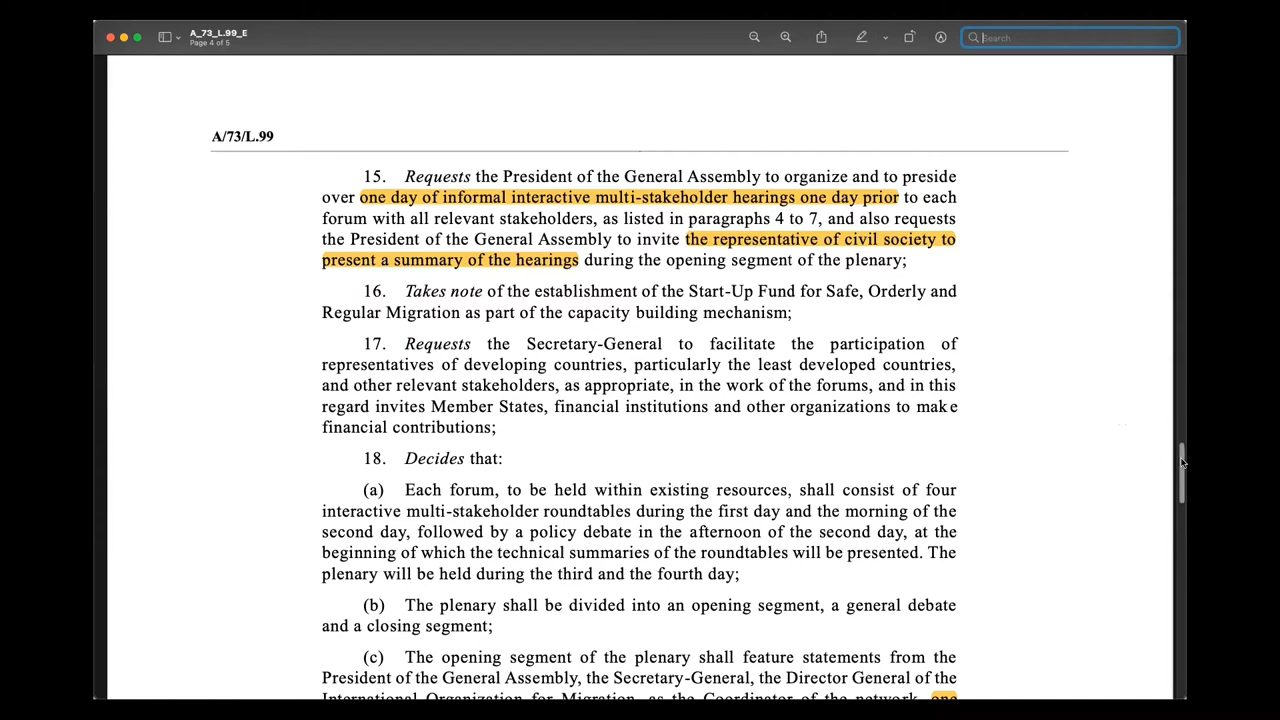 A_73_L.99_E
Page 4 of 5
Search
A/73/L.99
15. Requests the President of the General Assembly to organize and to preside
over one day of informal interactive multi-stakeholder hearings one day prior to each
forum with all relevant stakeholders, as listed in paragraphs 4 to 7, and also requests
the President of the General Assembly to invite the representative of civil society to
present a summary of the hearings during the opening segment of the plenary;
16. Takes note of the establishment of the Start-Up Fund for Safe, Orderly and
Regular Migration as part of the capacity building mechanism;
17. Requests the Secretary-General to facilitate the participation of
representatives of developing countries, particularly the least developed countries,
and other relevant stakeholders, as appropriate, in the work of the forums, and in this
regard invites Member States, financial institutions and other organizations to make
financial contributions;
18. Decides that:
(a) Each forum, to be held within existing resources, shall consist of four
interactive multi-stakeholder roundtables during the first day and the morning of the
second day, followed by a policy debate in the afternoon of the second day, at the
beginning of which the technical summaries of the roundtables will be presented. The
plenary will be held during the third and the fourth day;
(b) The plenary shall be divided into an opening segment, a general debate
and a closing segment;
(c) The opening segment of the plenary shall feature statements from the
President of the General Assembly, the Secretary-General, the Director General of the
International Organization for Migration, as the Coordinator of the network, one